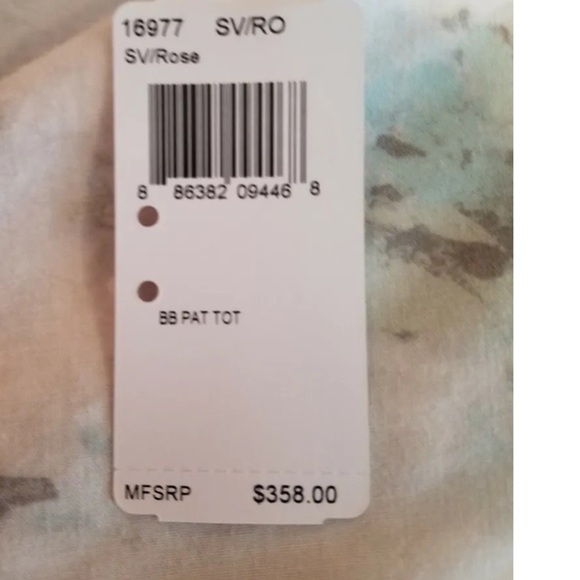 16977 SV/RO
SV/Rose
8 86382 09446 8
BB PAT TOT
MFSRP $358.00